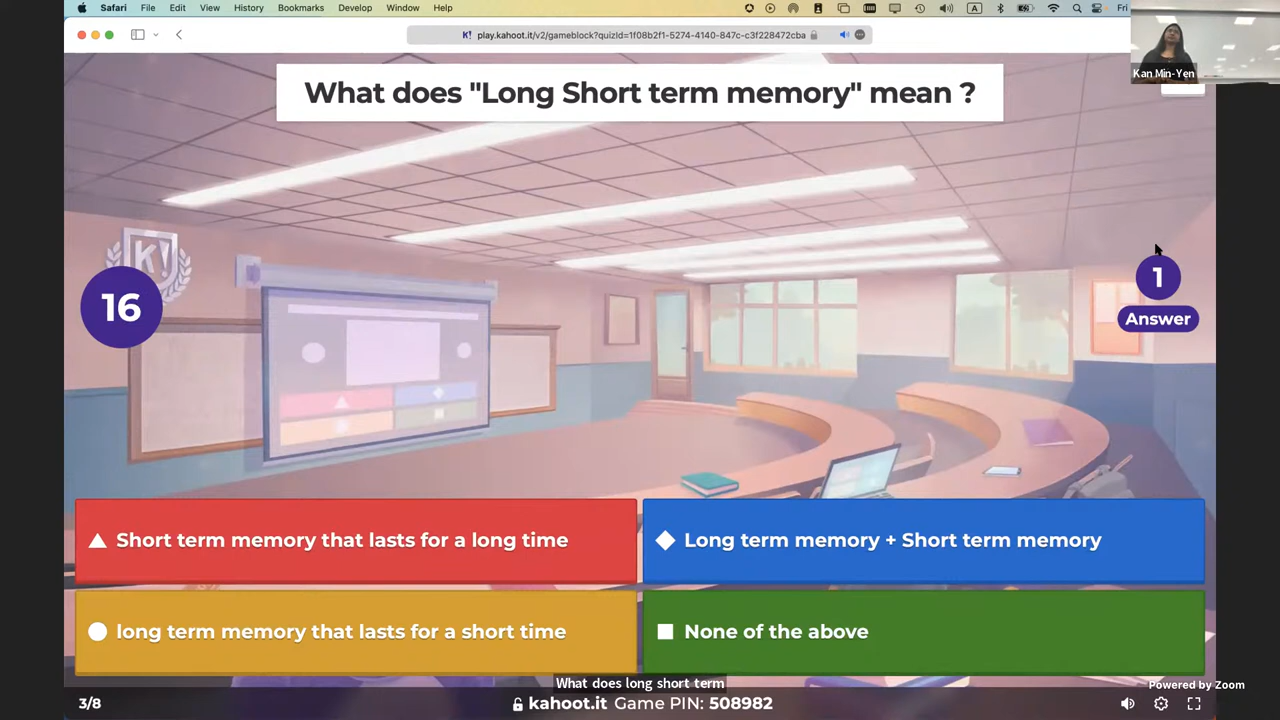 Safari File Edit View History Bookmarks Develop Window Help A Fri
K! play.kahoot.it/v2/gameblock?quizId=1f08b2f1-5274-4140-847c-c3f228472cba
Kan Min-Yen
What does "Long Short term memory" mean ?
K!
16
1
Answer
Short term memory that lasts for a long time
Long term memory + Short term memory
long term memory that lasts for a short time
None of the above
What does long short term
Powered by Zoom
3/8
kahoot.it Game PIN: 508982